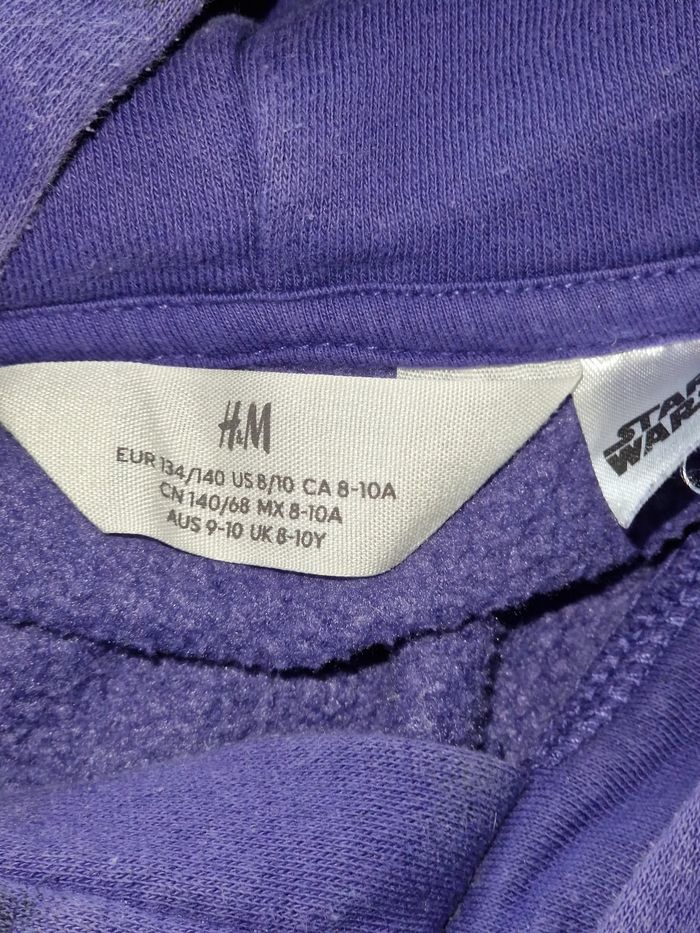 H&M
EUR 134/140 US 8/10 CA 8-10A
CN 140/68 MX 8-10A
AUS 9-10 UK 8-10Y
STAR
WARS